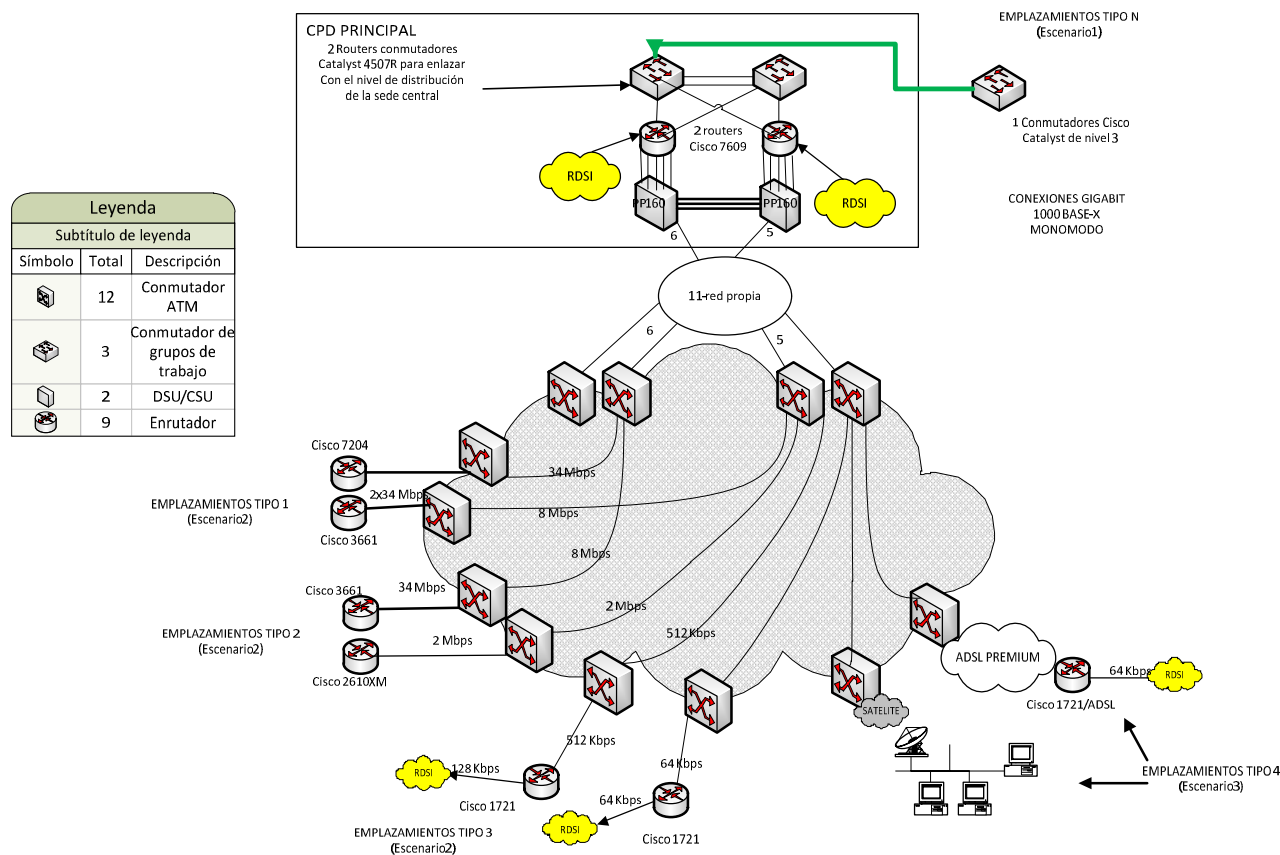 CPD PRINCIPAL
2 Routers conmutadores
Catalyst 4507R para enlazar
Con el nivel de distribución
de la sede central
2 routers
Cisco 7609
RDSI
RDSI
PP160
PP160
6
5
EMPLAZAMIENTOS TIPO N
(Escenario1)
1 Conmutadores Cisco
Catalyst de nivel 3
CONEXIONES GIGABIT
1000 BASE-X
MONOMODO
Leyenda
Subtítulo de leyenda
Símbolo Total Descripción
12 Conmutador
ATM
3 Conmutador de
grupos de
trabajo
2 DSU/CSU
9 Enrutador
11-red propia
6
5
Cisco 7204
34 Mbps
2x34 Mbps
EMPLAZAMIENTOS TIPO 1
(Escenario2)
8 Mbps
Cisco 3661
8 Mbps
Cisco 3661
34 Mbps
2 Mbps
EMPLAZAMIENTOS TIPO 2
(Escenario2)
2 Mbps
512 Kbps
Cisco 2610XM
ADSL PREMIUM
64 Kbps
RDSI
Cisco 1721/ADSL
SATELITE
512 Kbps
RDSI
128 Kbps
64 Kbps
Cisco 1721
64 Kbps
RDSI
Cisco 1721
EMPLAZAMIENTOS TIPO 3
(Escenario2)
EMPLAZAMIENTOS TIPO 4
(Escenario3)